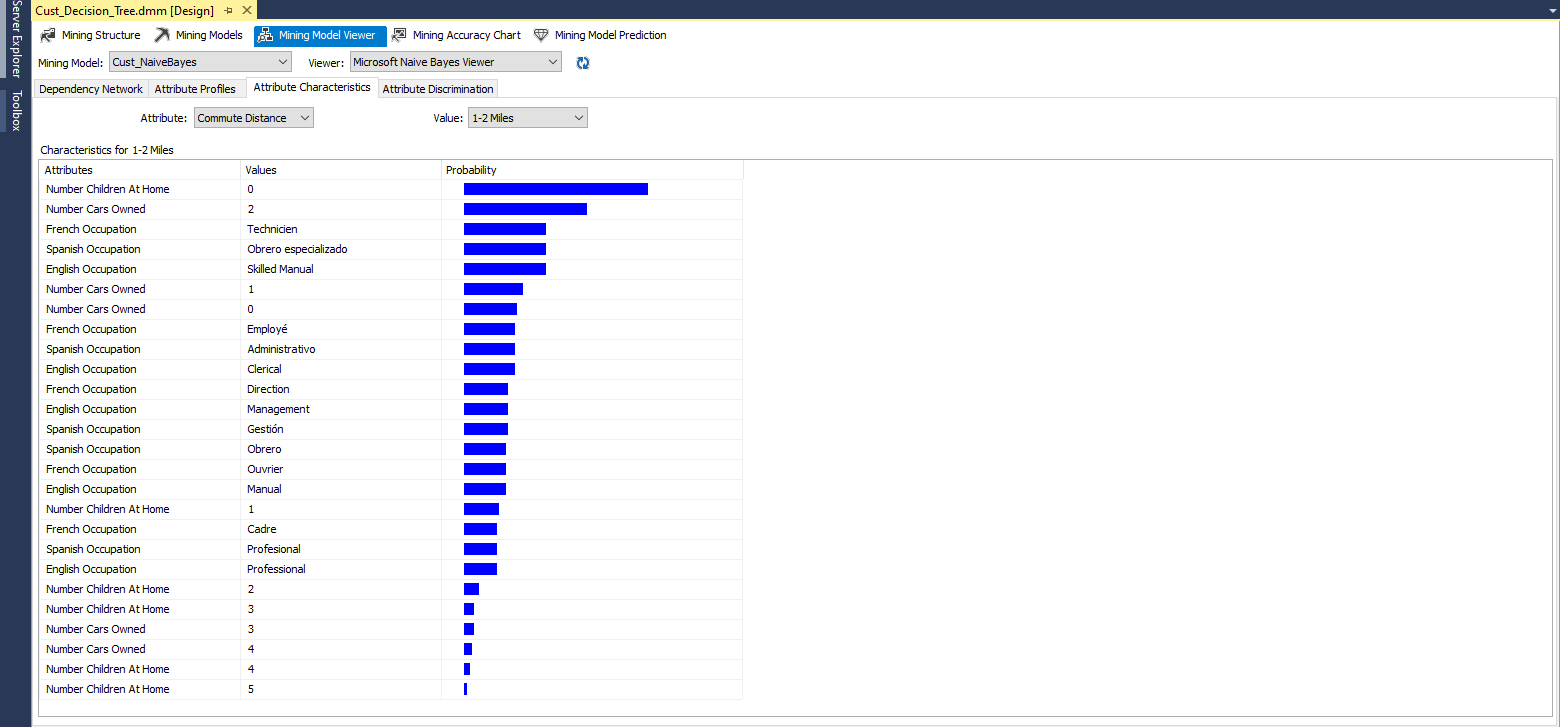 Server Explorer
Toolbox
Cust_Decision_Tree.dmm [Design]
Mining Structure Mining Models Mining Model Viewer Mining Accuracy Chart Mining Model Prediction
Mining Model: Cust_NaiveBayes Viewer: Microsoft Naive Bayes Viewer
Dependency Network Attribute Profiles Attribute Characteristics Attribute Discrimination
Attribute: Commute Distance Value: 1-2 Miles
Characteristics for 1-2 Miles
Attributes Values Probability
Number Children At Home 0
Number Cars Owned 2
French Occupation Technicien
Spanish Occupation Obrero especializado
English Occupation Skilled Manual
Number Cars Owned 1
Number Cars Owned 0
French Occupation Employé
Spanish Occupation Administrativo
English Occupation Clerical
French Occupation Direction
English Occupation Management
Spanish Occupation Gestión
Spanish Occupation Obrero
French Occupation Ouvrier
English Occupation Manual
Number Children At Home 1
French Occupation Cadre
Spanish Occupation Profesional
English Occupation Professional
Number Children At Home 2
Number Children At Home 3
Number Cars Owned 3
Number Cars Owned 4
Number Children At Home 4
Number Children At Home 5